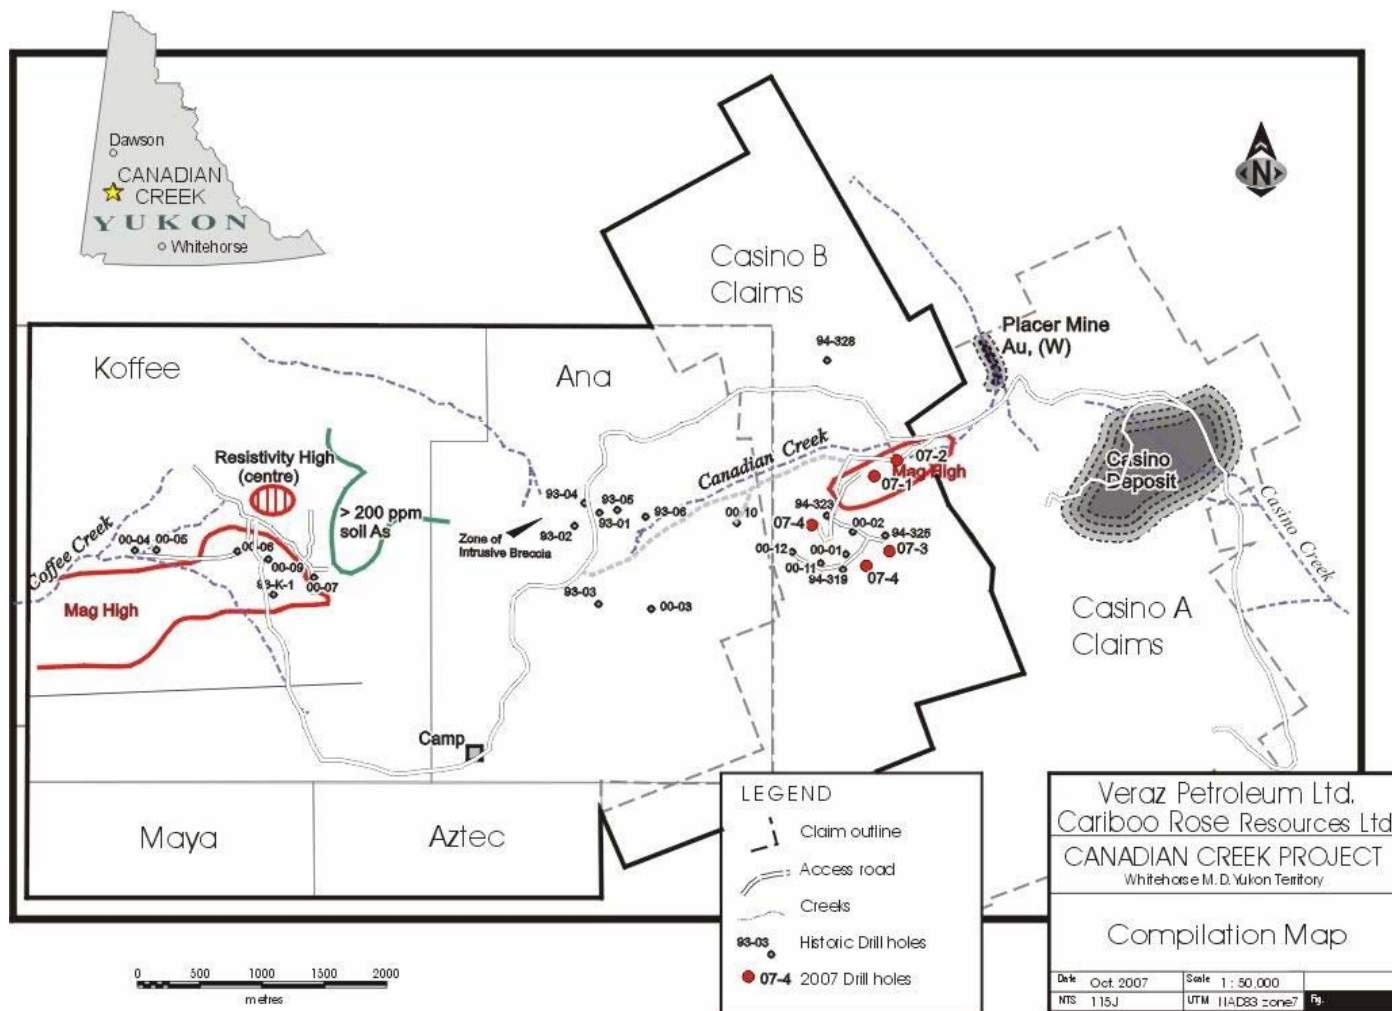 Dawson
CANADIAN
CREEK
YUKON
Whitehorse
N
Casino B
Claims
Placer Mine
Au, (W)
94-328
Koffee
Ana
Resistivity High
(centre)
> 200 ppm
soil As
Canadian Creek
07-2
Mag High
07-1
Casino
Deposit
Casino Creek
93-04
93-05
93-01
93-06
93-02
Zone of
Intrusive Breccia
00-10
94-323
07-4
00-02
94-325
07-3
00-12
00-01
00-11
94-319
07-4
Coffee Creek
00-04
00-05
00-06
00-09
93-K-1
00-07
Mag High
93-03
00-03
Casino A
Claims
Camp
Maya
Aztec
LEGEND
Claim outline
Access road
Creeks
93-03 Historic Drill holes
07-4 2007 Drill holes
0 500 1000 1500 2000
metres
Veraz Petroleum Ltd.
Cariboo Rose Resources Ltd
CANADIAN CREEK PROJECT
Whitehorse M.D. Yukon Territory
Compilation Map
Date Oct. 2007 Scale 1 : 50,000
NTS 115J UTM NAD83 zone7 Fig.